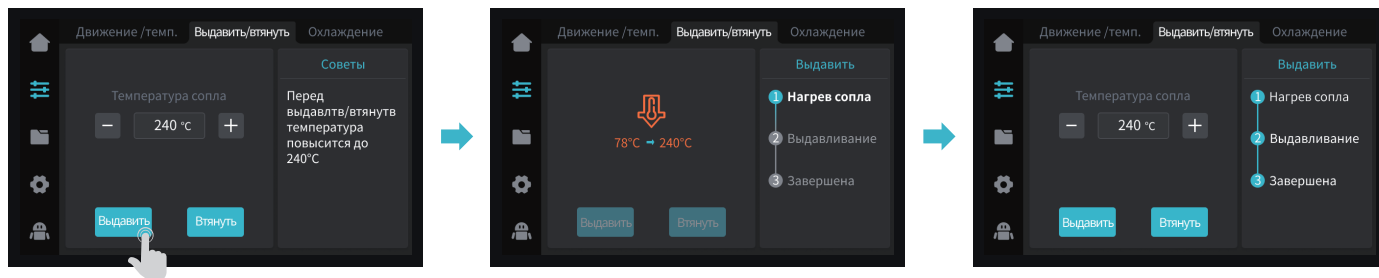 Движение /темп. Выдавить/втянуть Охлаждение
Советы
Температура сопла
− 240 °C +
Перед
выдавлтв/втянутв
температура
повысится до
240°C
Выдавить Втянуть
Движение /темп. Выдавить/втянуть Охлаждение
Выдавить
1 Нагрев сопла
78°C → 240°C
2 Выдавливание
3 Завершена
Выдавить Втянуть
Движение /темп. Выдавить/втянуть Охлаждение
Выдавить
Температура сопла
− 240 °C +
1 Нагрев сопла
2 Выдавливание
3 Завершена
Выдавить Втянуть